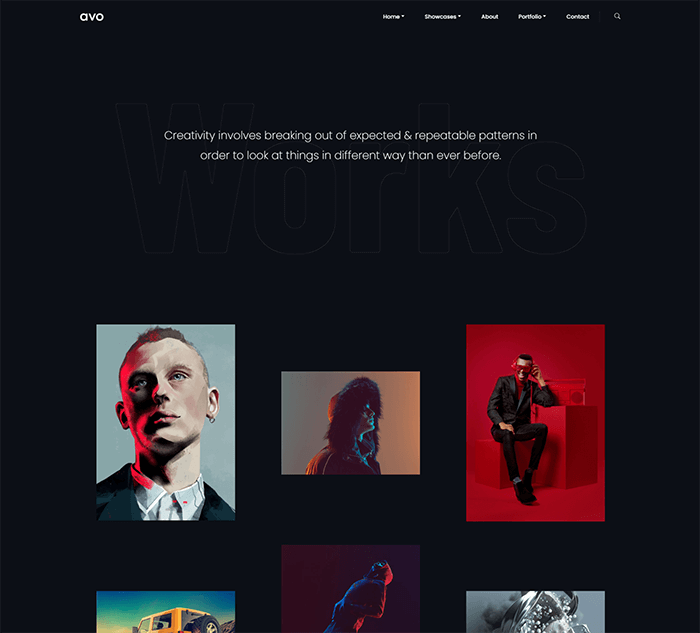 avo
Home
Showcases
About
Portfolio
Contact
Works
Creativity involves breaking out of expected & repeatable patterns in
order to look at things in different way than ever before.